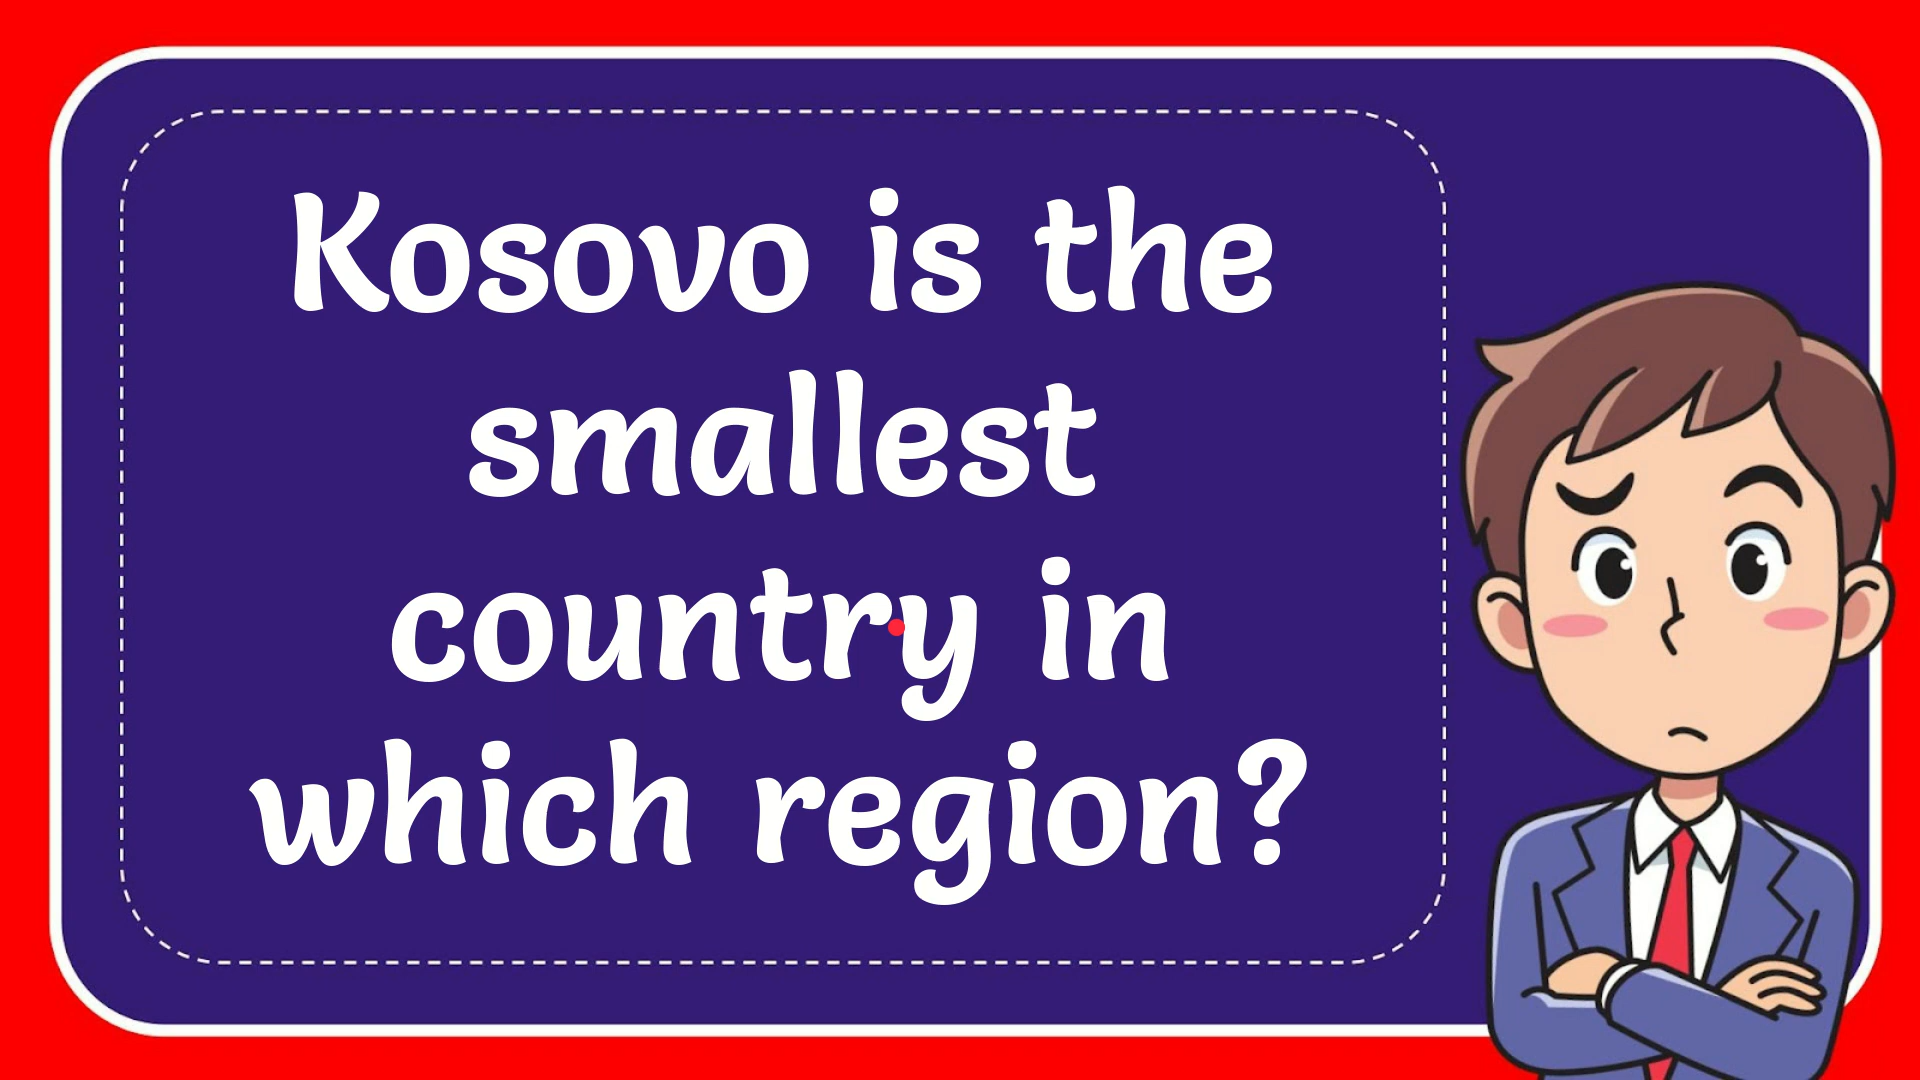 Kosovo is the
smallest
country in
which region?